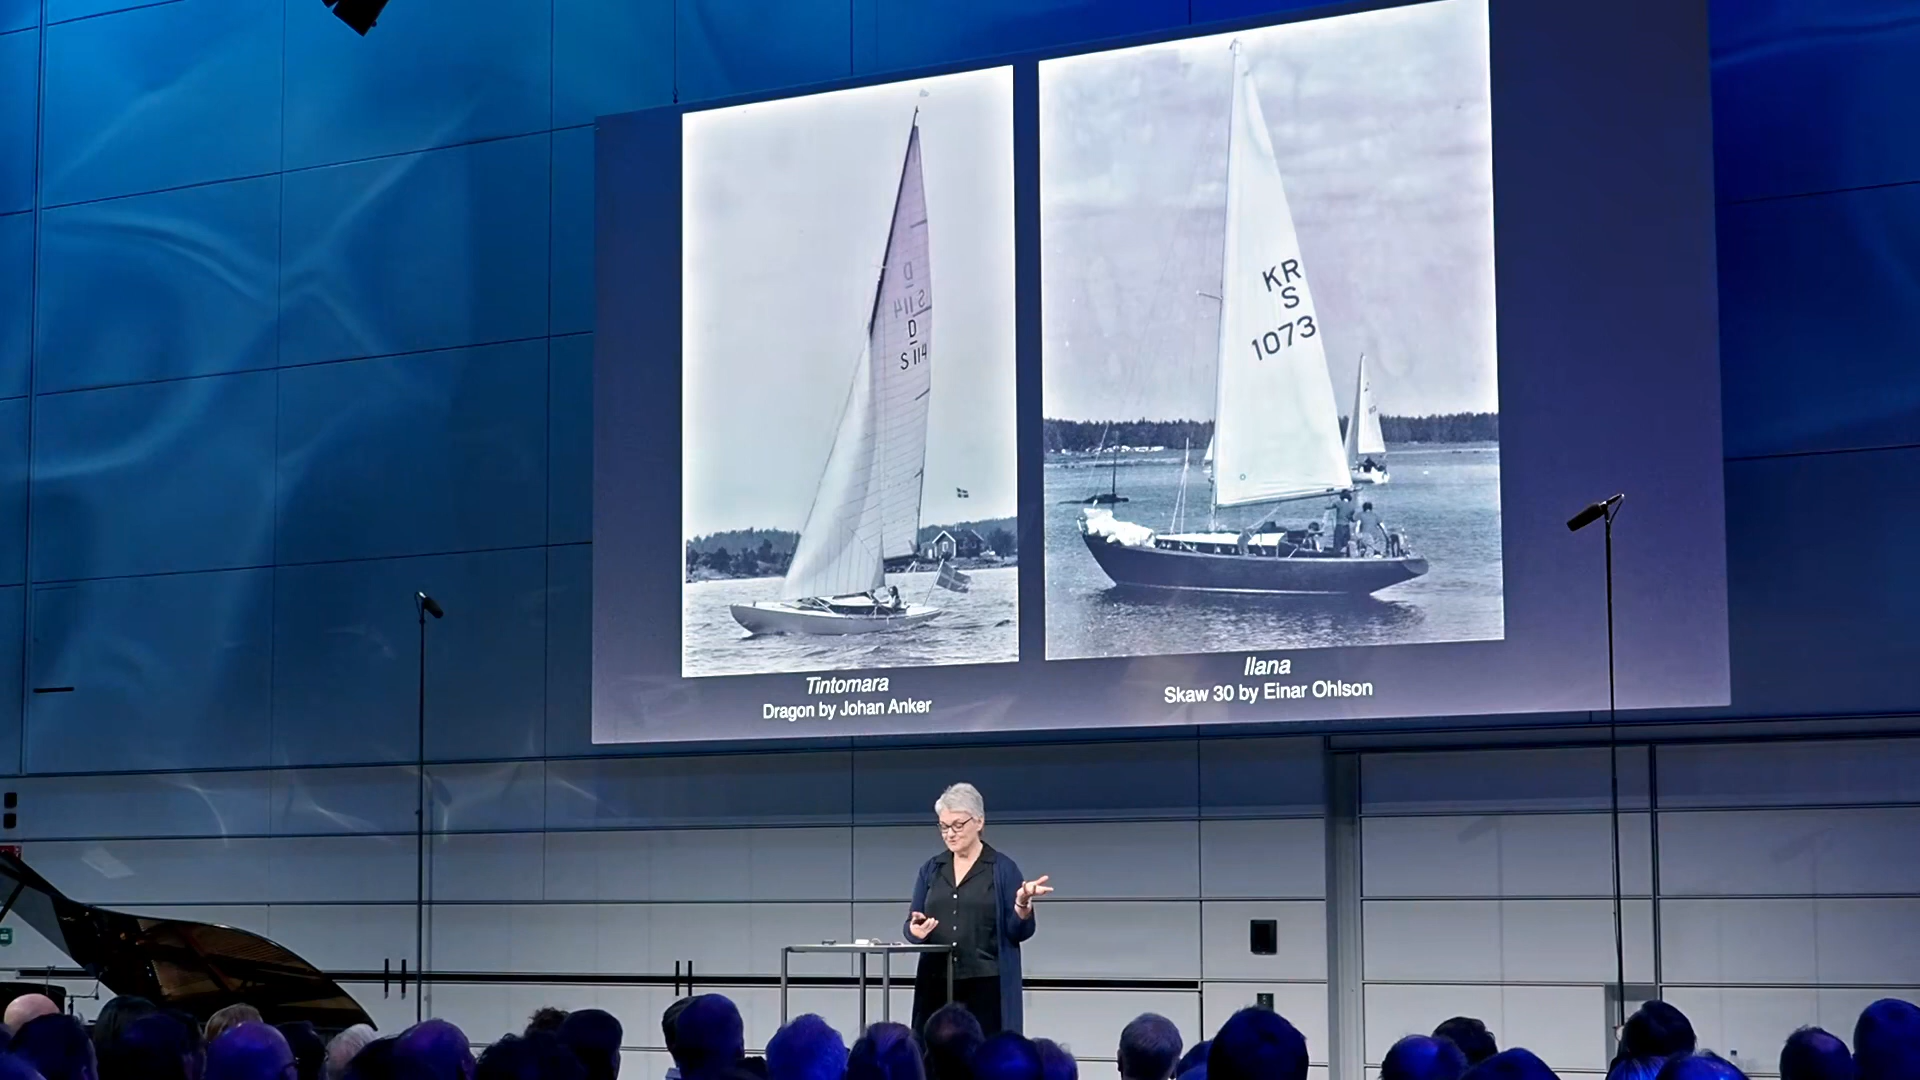 D
S 114
D
S 114
KR
S
1073
Tintomara
Dragon by Johan Anker
Ilana
Skaw 30 by Einar Ohlson